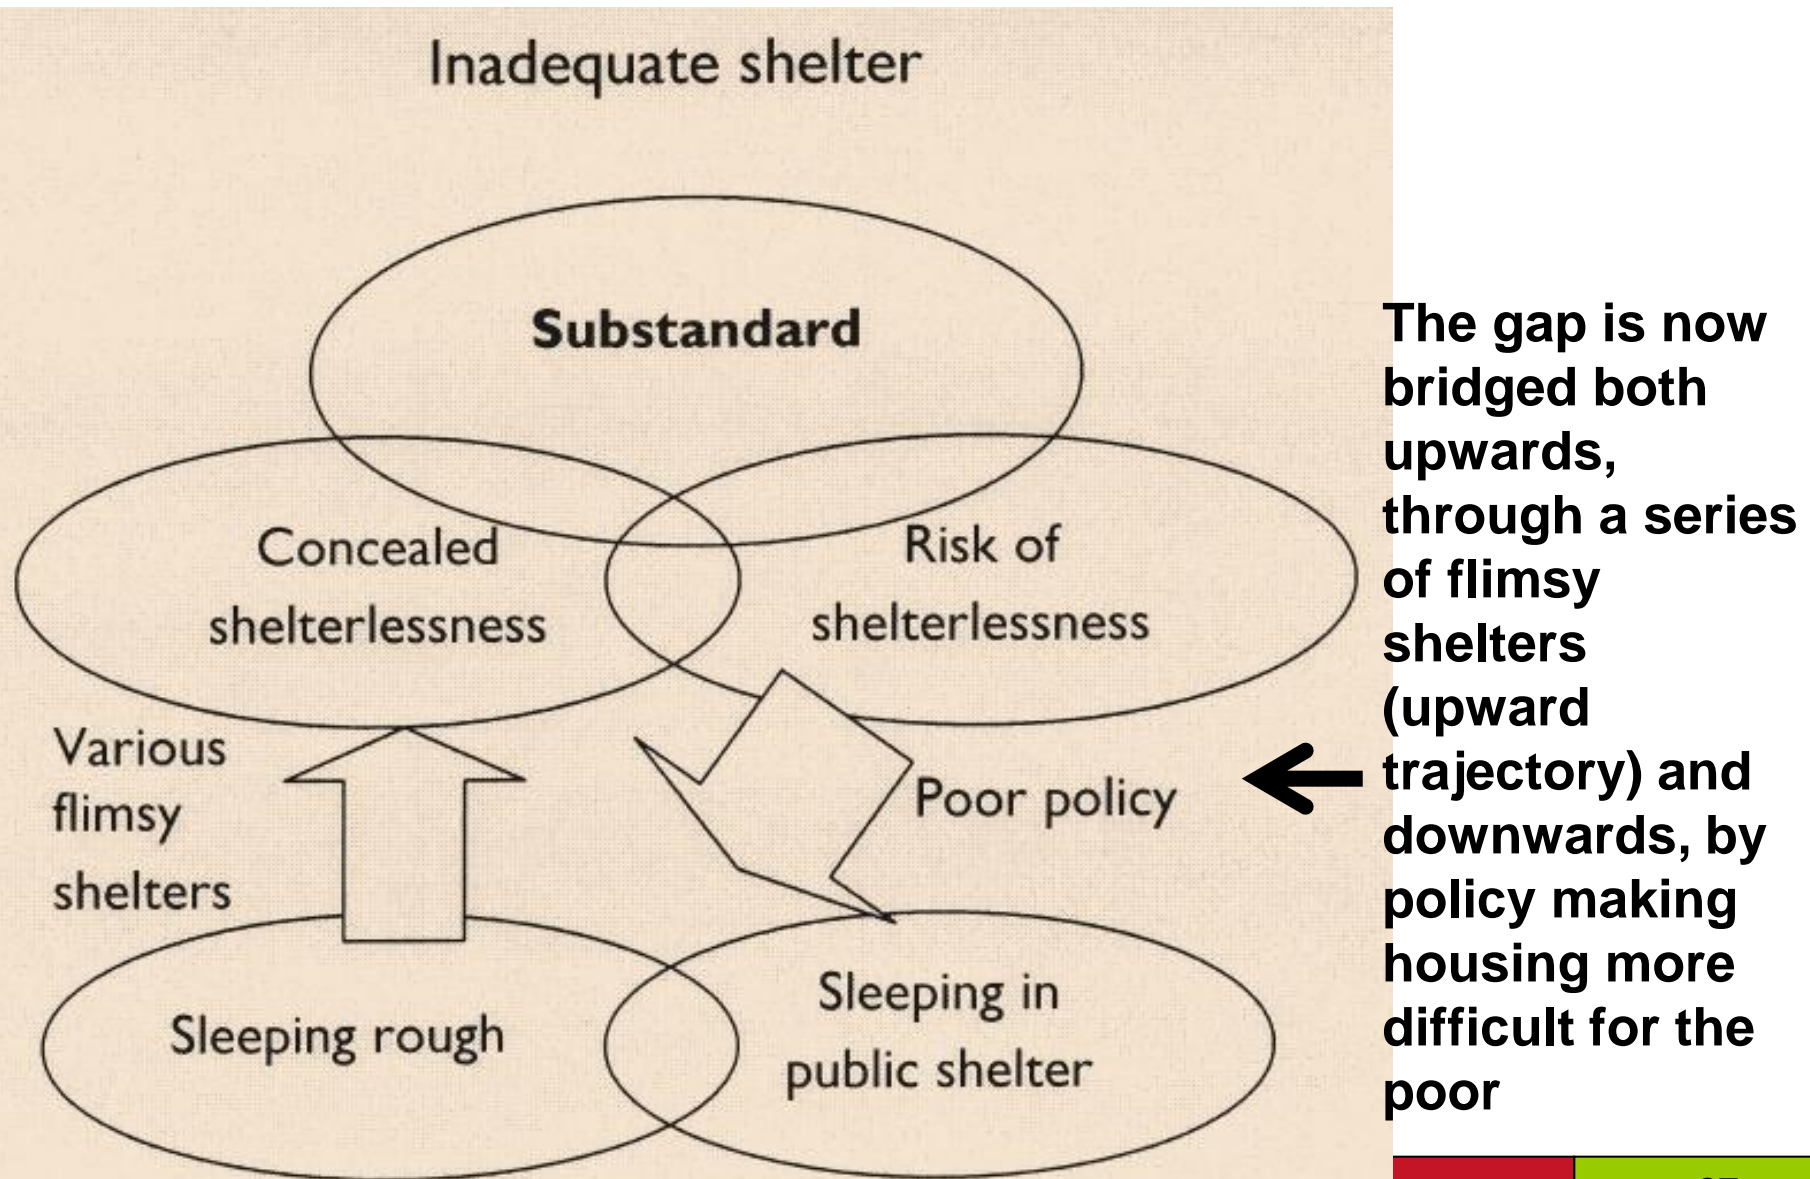 Inadequate shelter
Substandard
Concealed
shelterlessness
Risk of
shelterlessness
Various
flimsy
shelters
Poor policy
Sleeping rough
Sleeping in
public shelter
The gap is now
bridged both
upwards,
through a series
of flimsy
shelters
(upward
trajectory) and
downwards, by
policy making
housing more
difficult for the
poor